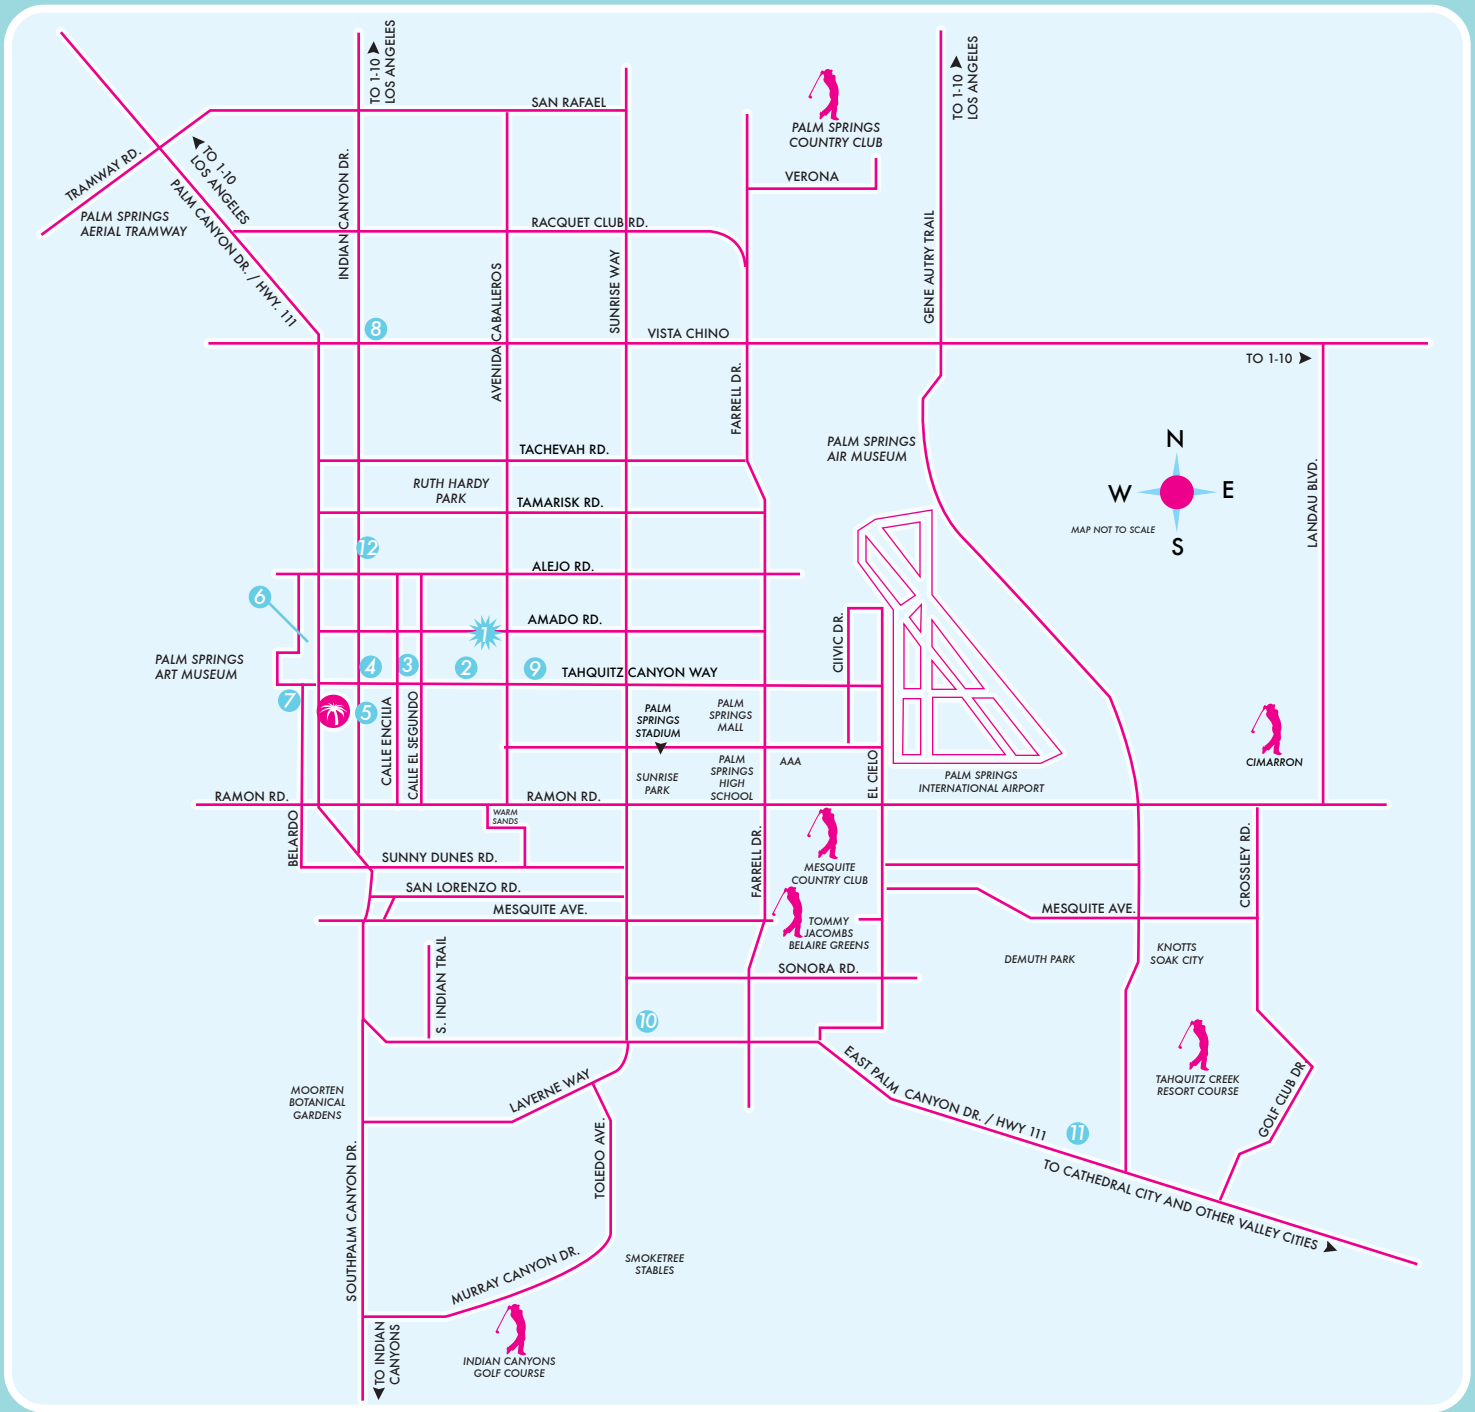 TO 1-10
LOS ANGELES
TO 1-10
LOS ANGELES
SAN RAFAEL
PALM SPRINGS
COUNTRY CLUB
TRAMWAY RD.
TO 1-10
LOS ANGELES
INDIAN CANYON DR.
VERONA
PALM SPRINGS
AERIAL TRAMWAY
PALM CANYON DR. / HWY. 111
RACQUET CLUB RD.
GENE AUTRY TRAIL
SUNRISE WAY
AVENIDA CABALLEROS
8
VISTA CHINO
TO 1-10
FARRELL DR.
TACHEVAH RD.
PALM SPRINGS
AIR MUSEUM
N
W
E
S
MAP NOT TO SCALE
LANDAU BLVD.
RUTH HARDY
PARK
TAMARISK RD.
12
ALEJO RD.
6
1
AMADO RD.
CIIVIC DR.
PALM SPRINGS
ART MUSEUM
4
3
2
9
TAHQUITZ CANYON WAY
7
5
CALLE ENCILIA
CALLE EL SEGUNDO
PALM
SPRINGS
STADIUM
PALM
SPRINGS
MALL
PALM
SPRINGS
HIGH
SCHOOL
AAA
SUNRISE
PARK
EL CIELO
PALM SPRINGS
INTERNATIONAL AIRPORT
CIMARRON
RAMON RD.
RAMON RD.
WARM
SANDS
BELARDO
SUNNY DUNES RD.
FARRELL DR.
MESQUITE
COUNTRY CLUB
CROSSLEY RD.
SAN LORENZO RD.
MESQUITE AVE.
MESQUITE AVE.
TOMMY
JACOMBS
BELAIRE GREENS
S. INDIAN TRAIL
SONORA RD.
DEMUTH PARK
KNOTTS
SOAK CITY
10
EAST PALM CANYON DR. / HWY 111
TAHQUITZ CREEK
RESORT COURSE
GOLF CLUB DR.
MOORTEN
BOTANICAL
GARDENS
LAVERNE WAY
TOLEDO AVE.
11
TO CATHEDRAL CITY AND OTHER VALLEY CITIES
SOUTHPALM CANYON DR.
MURRAY CANYON DR.
SMOKETREE
STABLES
TO INDIAN
CANYONS
INDIAN CANYONS
GOLF COURSE